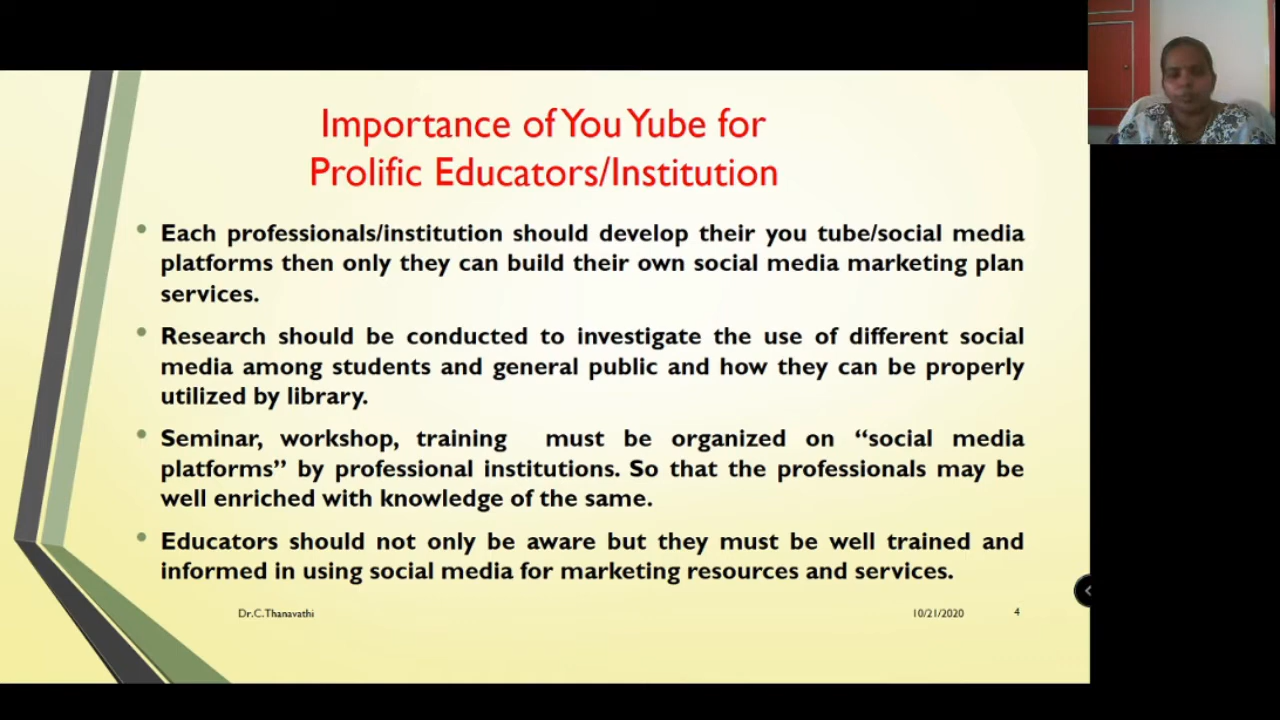 Importance of You Yube for
Prolific Educators/Institution
• Each professionals/institution should develop their you tube/social media
platforms then only they can build their own social media marketing plan
services.
• Research should be conducted to investigate the use of different social
media among students and general public and how they can be properly
utilized by library.
• Seminar, workshop, training must be organized on “social media
platforms” by professional institutions. So that the professionals may be
well enriched with knowledge of the same.
• Educators should not only be aware but they must be well trained and
informed in using social media for marketing resources and services.
Dr.C.Thanavathi 10/21/2020 4